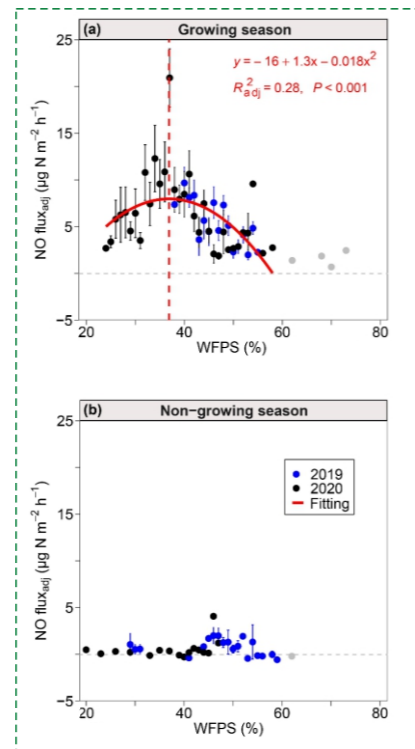 (a) Growing season
y = − 16 + 1.3x − 0.018x²
R²adj = 0.28, P < 0.001
NO fluxadj (μg N m⁻² h⁻¹)
25
15
5
−5
20 40 60 80
WFPS (%)
(b) Non−growing season
NO fluxadj (μg N m⁻² h⁻¹)
25
15
5
−5
2019
2020
Fitting
20 40 60 80
WFPS (%)